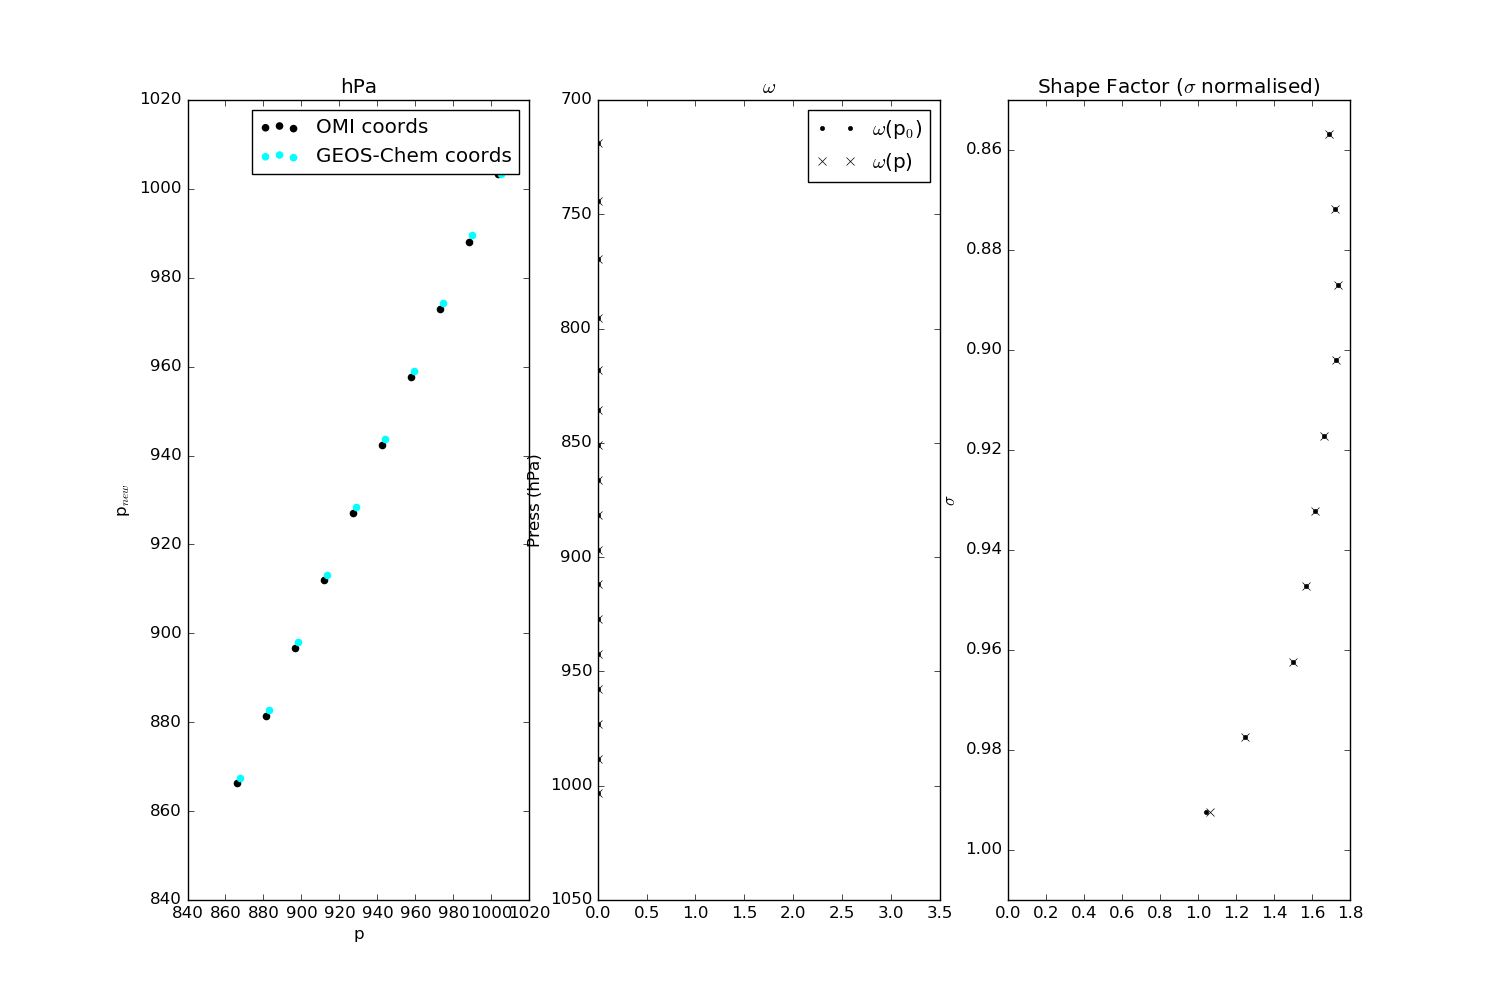 hPa
1020
1000
980
960
940
920
900
880
860
840
p_new
OMI coords
GEOS-Chem coords
840 860 880 900 920 940 960 980 1000 1020
p
ω
700
750
800
850
900
950
1000
1050
Press (hPa)
ω(p₀)
ω(p)
0.0 0.5 1.0 1.5 2.0 2.5 3.0 3.5
Shape Factor (σ normalised)
0.86
0.88
0.90
0.92
0.94
0.96
0.98
1.00
σ
0.0 0.2 0.4 0.6 0.8 1.0 1.2 1.4 1.6 1.8